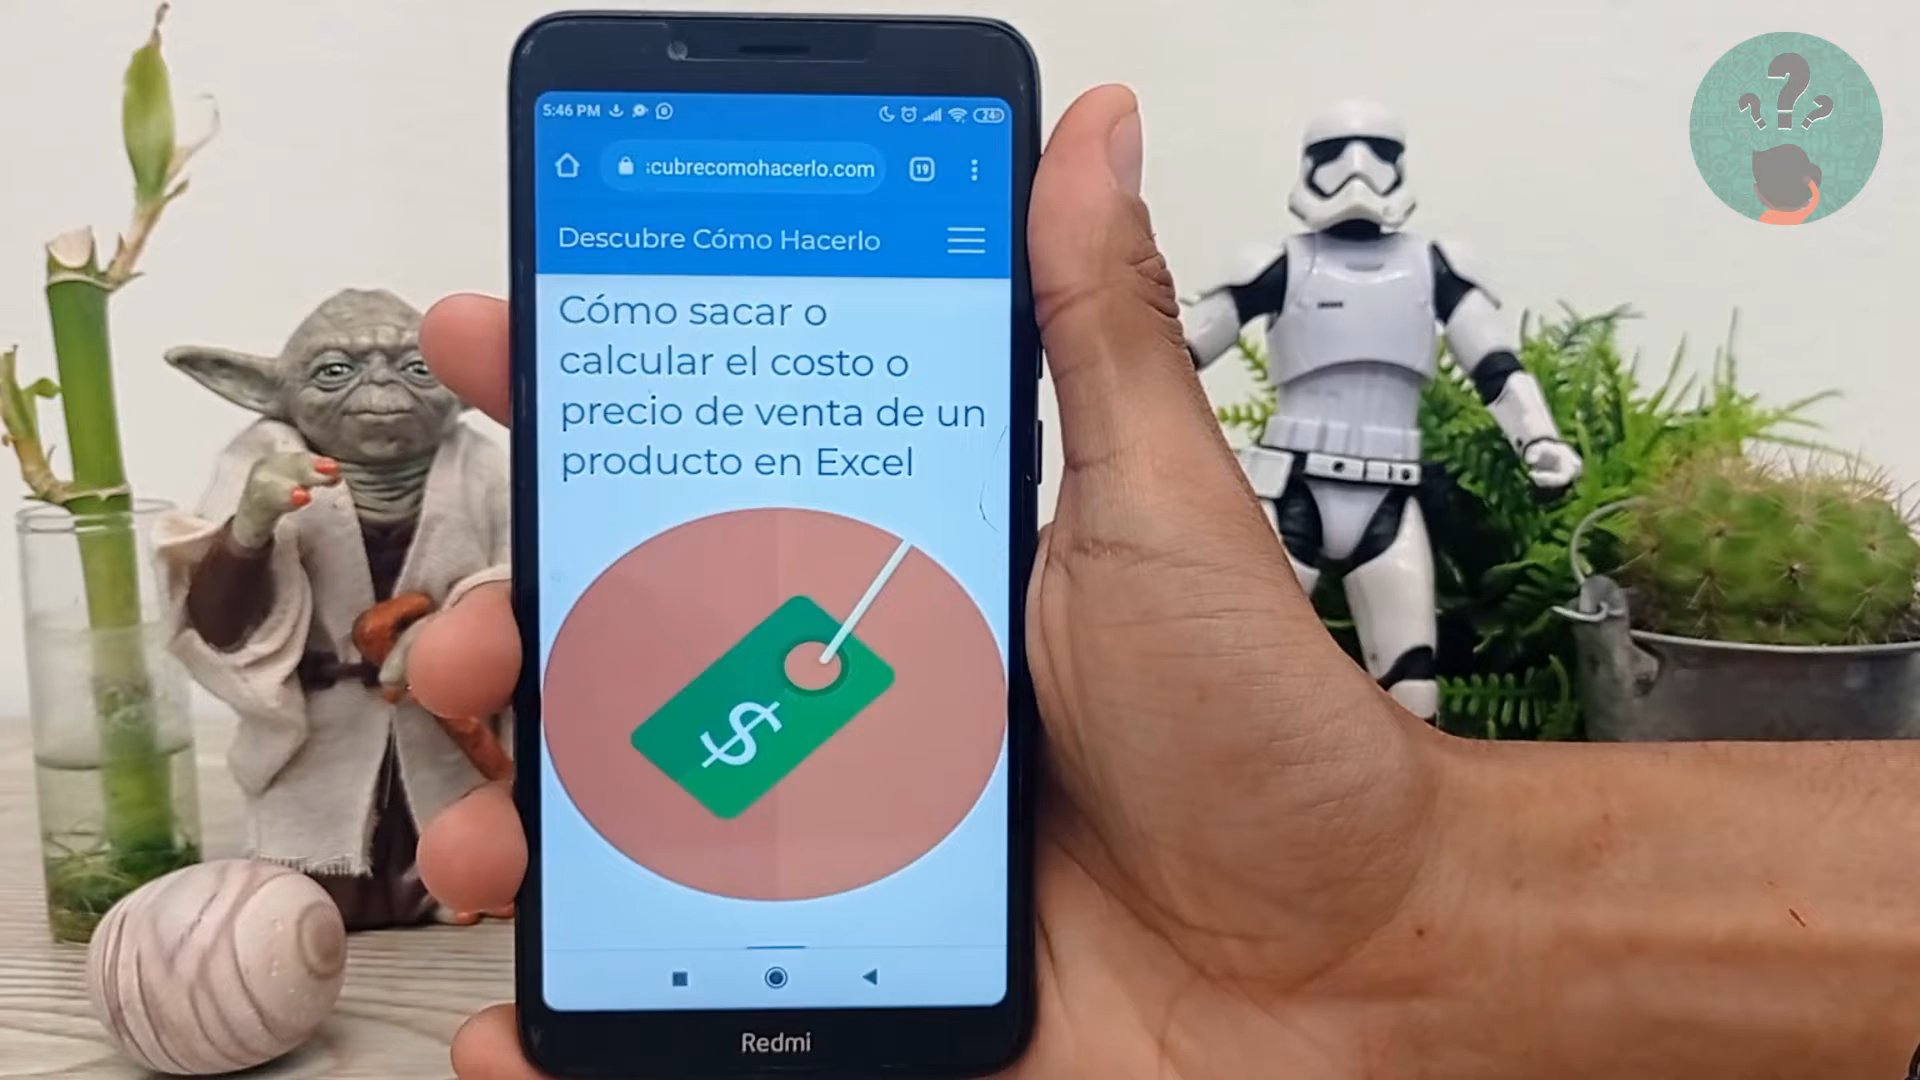 5:46 PM
24
:cubrecomohacerlo.com
19
Descubre Cómo Hacerlo
Cómo sacar o
calcular el costo o
precio de venta de un
producto en Excel
$
Redmi
???